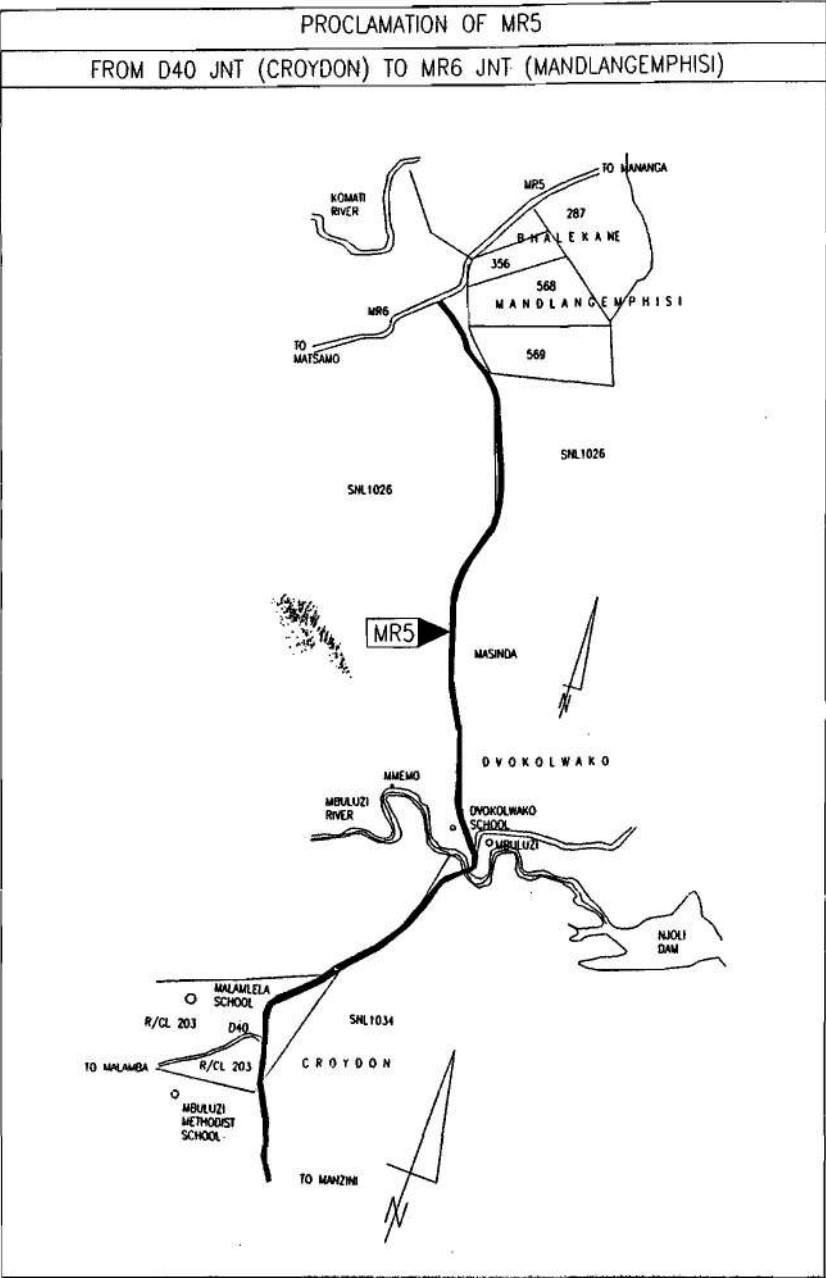 PROCLAMATION OF MR5
FROM D40 JNT (CROYDON) TO MR6 JNT (MANDLANGEMPHISI)
TO MANANGA
MR5
KOMATI
RIVER
287
BHALEKANE
356
568
MANDLANGEMPHISI
MR6
TO
MATSAMO
569
SNL1026
SNL1026
MR5
MASINDA
N
DVOKOLWAKO
MMEMO
MBULUZI
RIVER
DVOKOLWAKO
SCHOOL
MBULUZI
NJOLI
DAM
MALAMLELA
SCHOOL
R/CL 203
D40
SNL1034
TO MALAMBA
R/CL 203
CROYDON
MBULUZI
METHODIST
SCHOOL
TO MANZINI
N